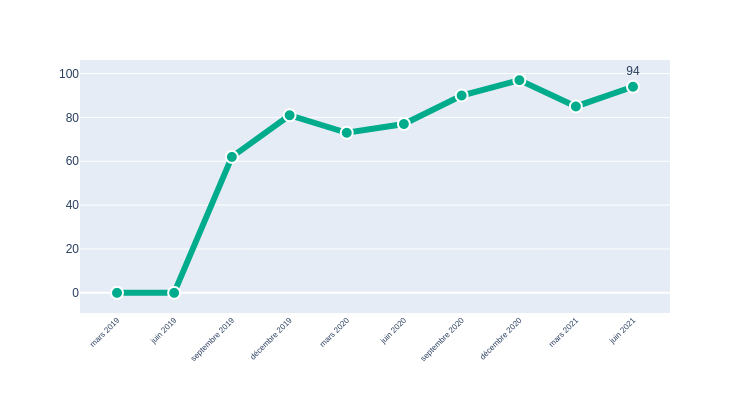 94
100
80
60
40
20
0
mars 2019
juin 2019
septembre 2019
décembre 2019
mars 2020
juin 2020
septembre 2020
décembre 2020
mars 2021
juin 2021